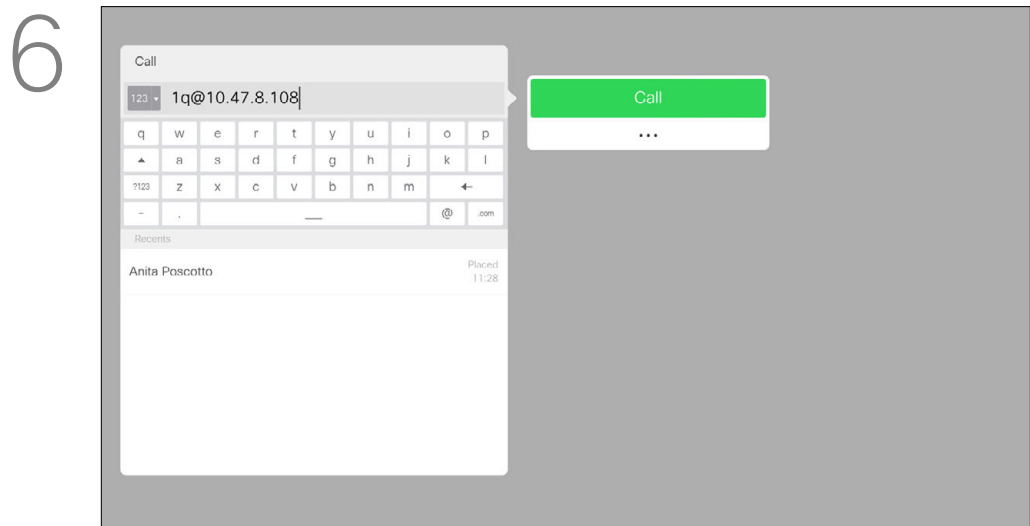 6
Call
123 1q@10.47.8.108
Call
...
q w e r t y u i o p
a s d f g h j k l
?123 z x c v b n m
- . @ .com
Recents
Anita Poscotto
Placed
11:28